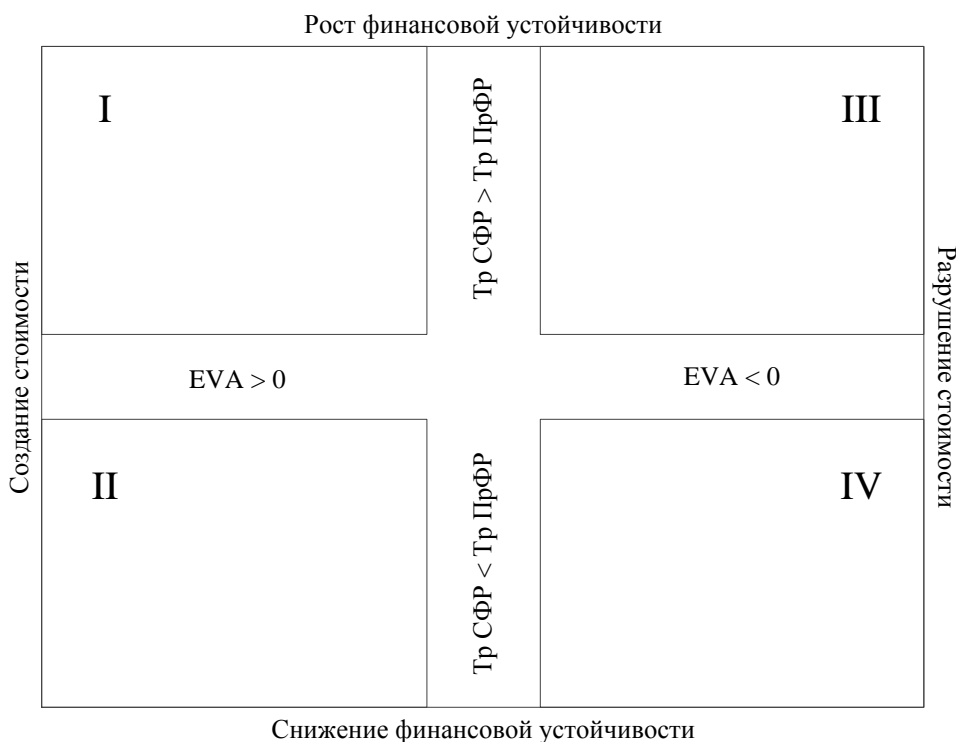 Рост финансовой устойчивости
I
III
Тр СФР > Тр ПрФР
Создание стоимости
Разрушение стоимости
EVA > 0
EVA < 0
II
IV
Тр СФР < Тр ПрФР
Снижение финансовой устойчивости